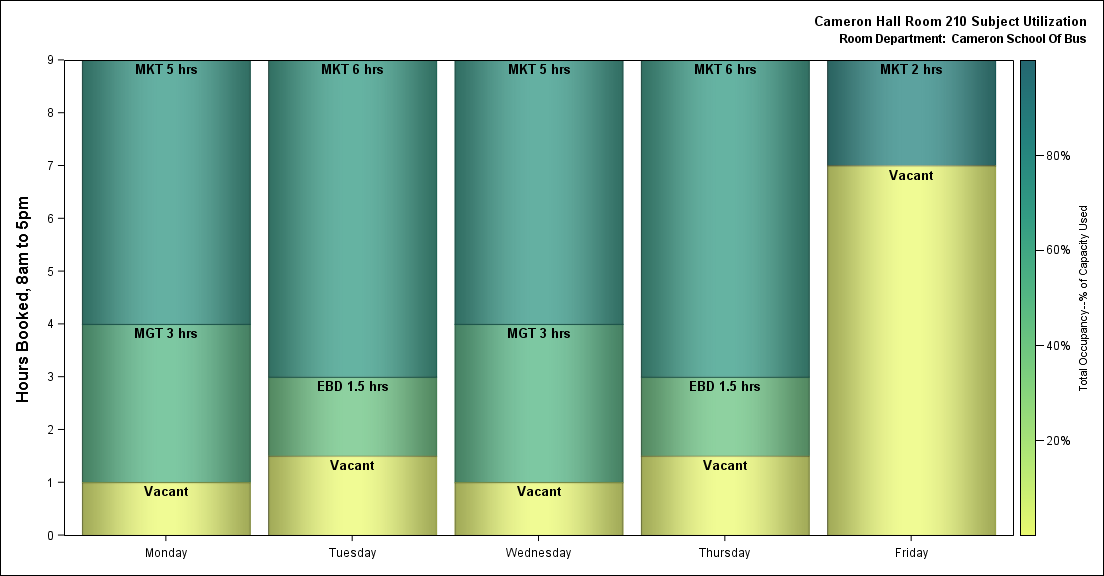 Cameron Hall Room 210 Subject Utilization
Room Department: Cameron School Of Bus
Hours Booked, 8am to 5pm
9
8
7
6
5
4
3
2
1
0
MKT 5 hrs
MGT 3 hrs
Vacant
MKT 6 hrs
EBD 1.5 hrs
Vacant
MKT 5 hrs
MGT 3 hrs
Vacant
MKT 6 hrs
EBD 1.5 hrs
Vacant
MKT 2 hrs
Vacant
Monday
Tuesday
Wednesday
Thursday
Friday
80%
60%
40%
20%
Total Occupancy--% of Capacity Used